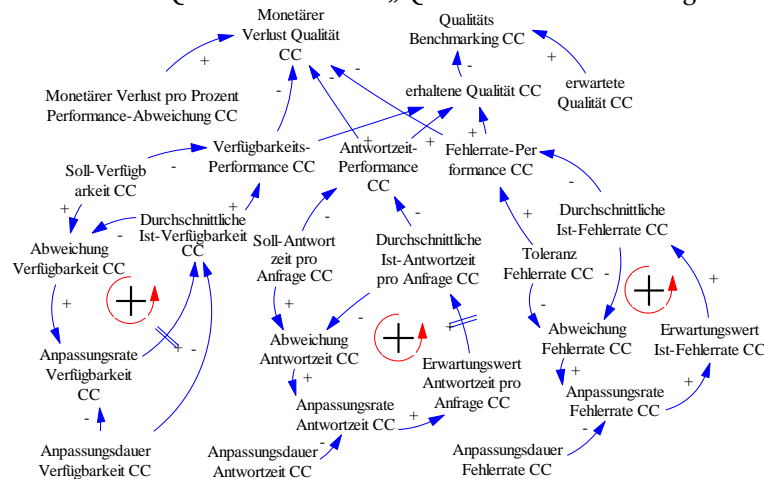 Monetärer
Verlust Qualität
CC
Qualitäts
Benchmarking CC
Monetärer Verlust pro Prozent
Performance-Abweichung CC
erhaltene Qualität CC
erwartete
Qualität CC
Soll-Verfügb
arkeit CC
Verfügbarkeits-
Performance CC
Antwortzeit-
Performance
CC
Fehlerrate-Per
formance CC
Abweichung
Verfügbarkeit CC
Durchschnittliche
Ist-Verfügbarkeit
CC
Soll-Antwort
zeit pro
Anfrage CC
Durchschnittliche
Ist-Antwortzeit
pro Anfrage CC
Toleranz
Fehlerrate CC
Durchschnittliche
Ist-Fehlerrate CC
Anpassungsrate
Verfügbarkeit
CC
Abweichung
Antwortzeit CC
Erwartungswert
Antwortzeit pro
Anfrage CC
Abweichung
Fehlerrate CC
Erwartungswert
Ist-Fehlerrate CC
Anpassungsrate
Antwortzeit CC
Anpassungsrate
Fehlerrate CC
Anpassungsdauer
Verfügbarkeit CC
Anpassungsdauer
Antwortzeit CC
Anpassungsdauer
Fehlerrate CC